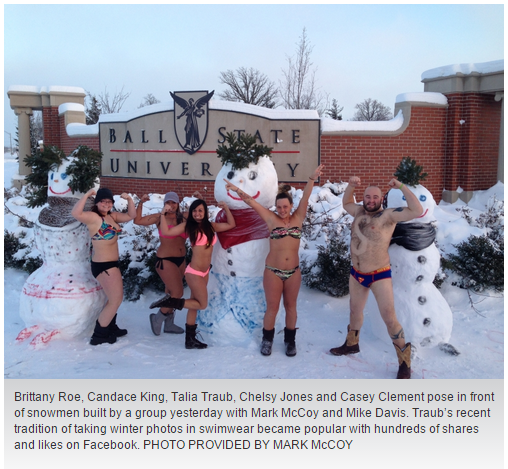 BALL STATE
UNIVERSITY
Brittany Roe, Candace King, Talia Traub, Chelsy Jones and Casey Clement pose in front
of snowmen built by a group yesterday with Mark McCoy and Mike Davis. Traub’s recent
tradition of taking winter photos in swimwear became popular with hundreds of shares
and likes on Facebook. PHOTO PROVIDED BY MARK McCOY